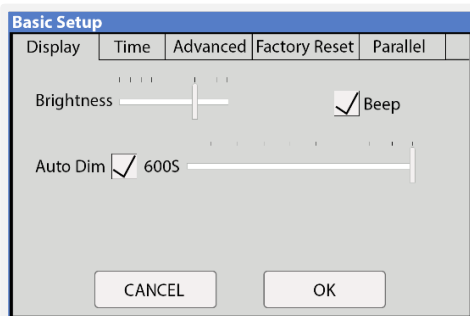 Basic Setup
Display Time Advanced Factory Reset Parallel
Brightness Beep
Auto Dim 600S
CANCEL OK